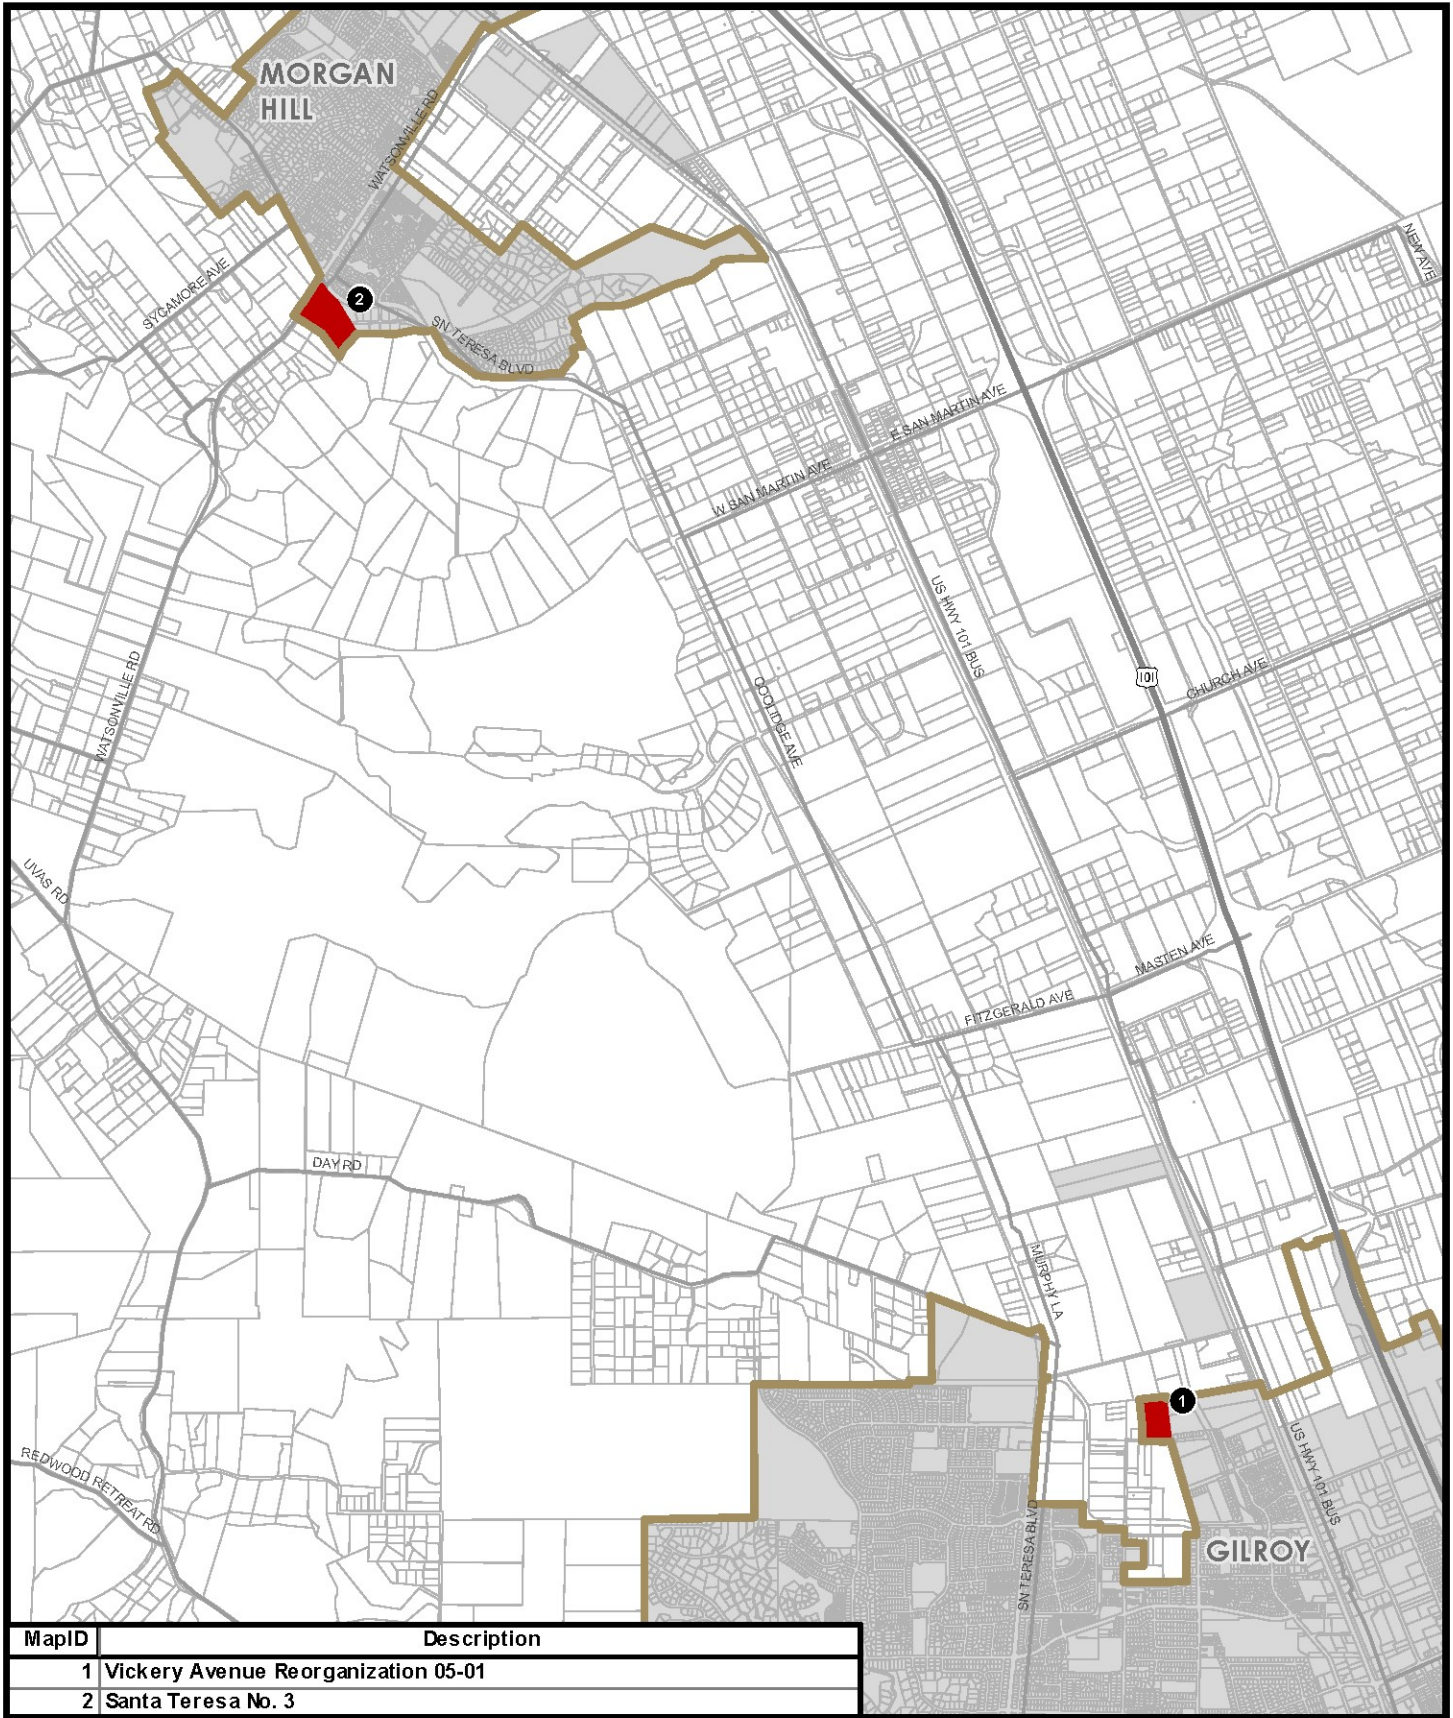 MORGAN
HILL
WATSONVILLE RD
NEW AVE
SYCAMORE AVE
2
SN TERESA BLVD
E SAN MARTIN AVE
W SAN MARTIN AVE
US HWY 101 BUS
WATSONVILLE RD
COOLIDGE AVE
101
CHURCH AVE
UVAS RD
MASTEN AVE
FITZGERALD AVE
DAY RD
MURPHY LA
1
REDWOOD RETREAT RD
US HWY 101 BUS
SN TERESA BLVD
GILROY
MapID Description
1 Vickery Avenue Reorganization 05-01
2 Santa Teresa No. 3